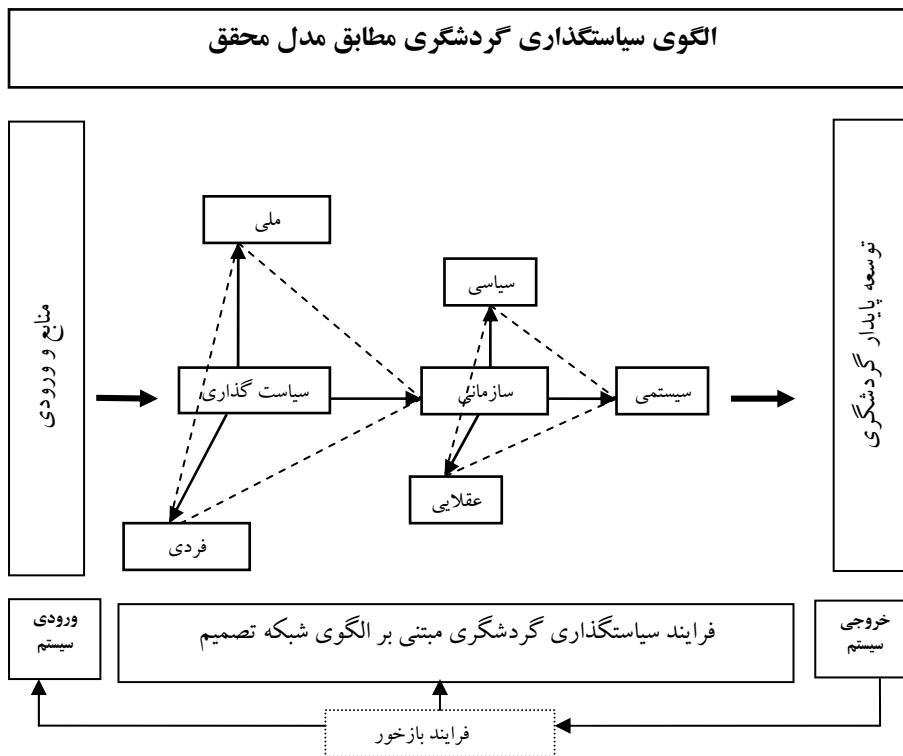 الگوی سیاستگذاری گردشگری مطابق مدل محقق
منابع و ورودی
ملی
سیاست گذاری
فردی
سیاسی
سازمانی
سیستمی
عقلایی
توسعه پایدار گردشگری
ورودی
سیستم
فرایند سیاستگذاری گردشگری مبتنی بر الگوی شبکه تصمیم
خروجی
سیستم
فرایند بازخور